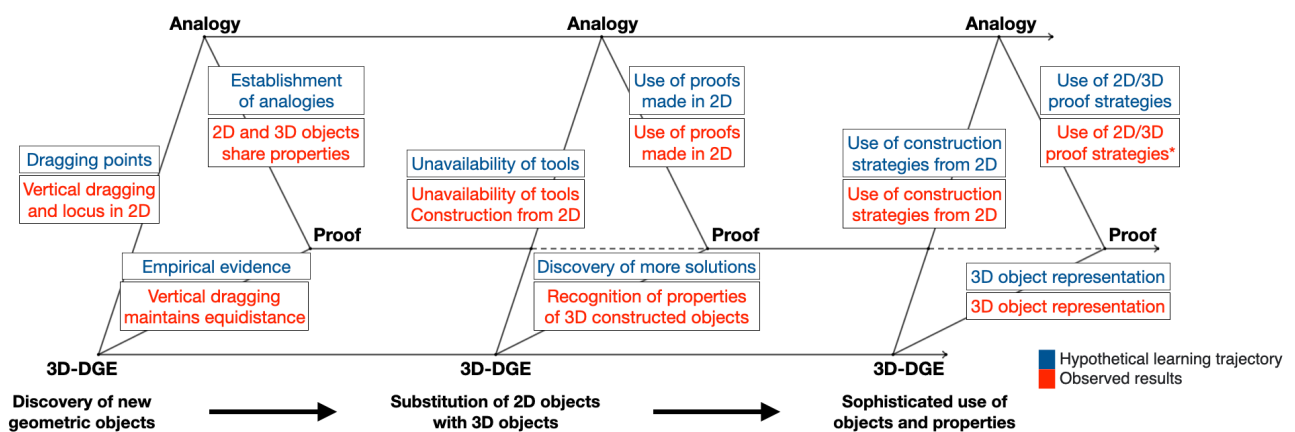 Analogy
Analogy
Analogy
Establishment
of analogies
2D and 3D objects
share properties
Use of proofs
made in 2D
Use of proofs
made in 2D
Use of 2D/3D
proof strategies
Use of 2D/3D
proof strategies*
Dragging points
Vertical dragging
and locus in 2D
Unavailability of tools
Unavailability of tools
Construction from 2D
Use of construction
strategies from 2D
Use of construction
strategies from 2D
Proof
Proof
Proof
Empirical evidence
Vertical dragging
maintains equidistance
Discovery of more solutions
Recognition of properties
of 3D constructed objects
3D object representation
3D object representation
3D-DGE
3D-DGE
3D-DGE
Hypothetical learning trajectory
Observed results
Discovery of new
geometric objects
Substitution of 2D objects
with 3D objects
Sophisticated use of
objects and properties